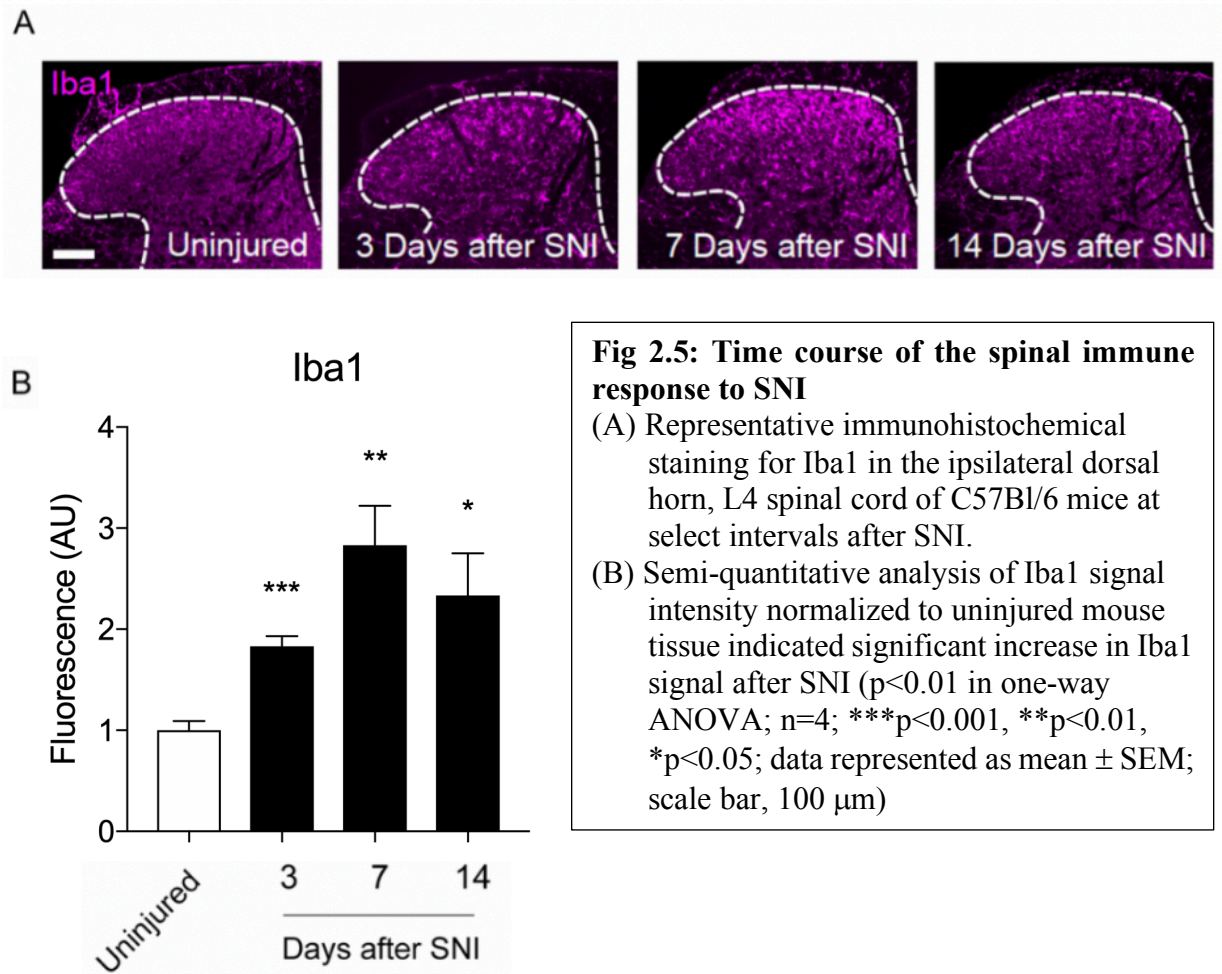 A
Iba1
Uninjured
3 Days after SNI
7 Days after SNI
14 Days after SNI
B
Iba1
Fluorescence (AU)
4
3
2
1
0
***
**
*
Uninjured
3
7
14
Days after SNI
Fig 2.5: Time course of the spinal immune
response to SNI
(A) Representative immunohistochemical
staining for Iba1 in the ipsilateral dorsal
horn, L4 spinal cord of C57Bl/6 mice at
select intervals after SNI.
(B) Semi-quantitative analysis of Iba1 signal
intensity normalized to uninjured mouse
tissue indicated significant increase in Iba1
signal after SNI (p<0.01 in one-way
ANOVA; n=4; ***p<0.001, **p<0.01,
*p<0.05; data represented as mean ± SEM;
scale bar, 100 μm)